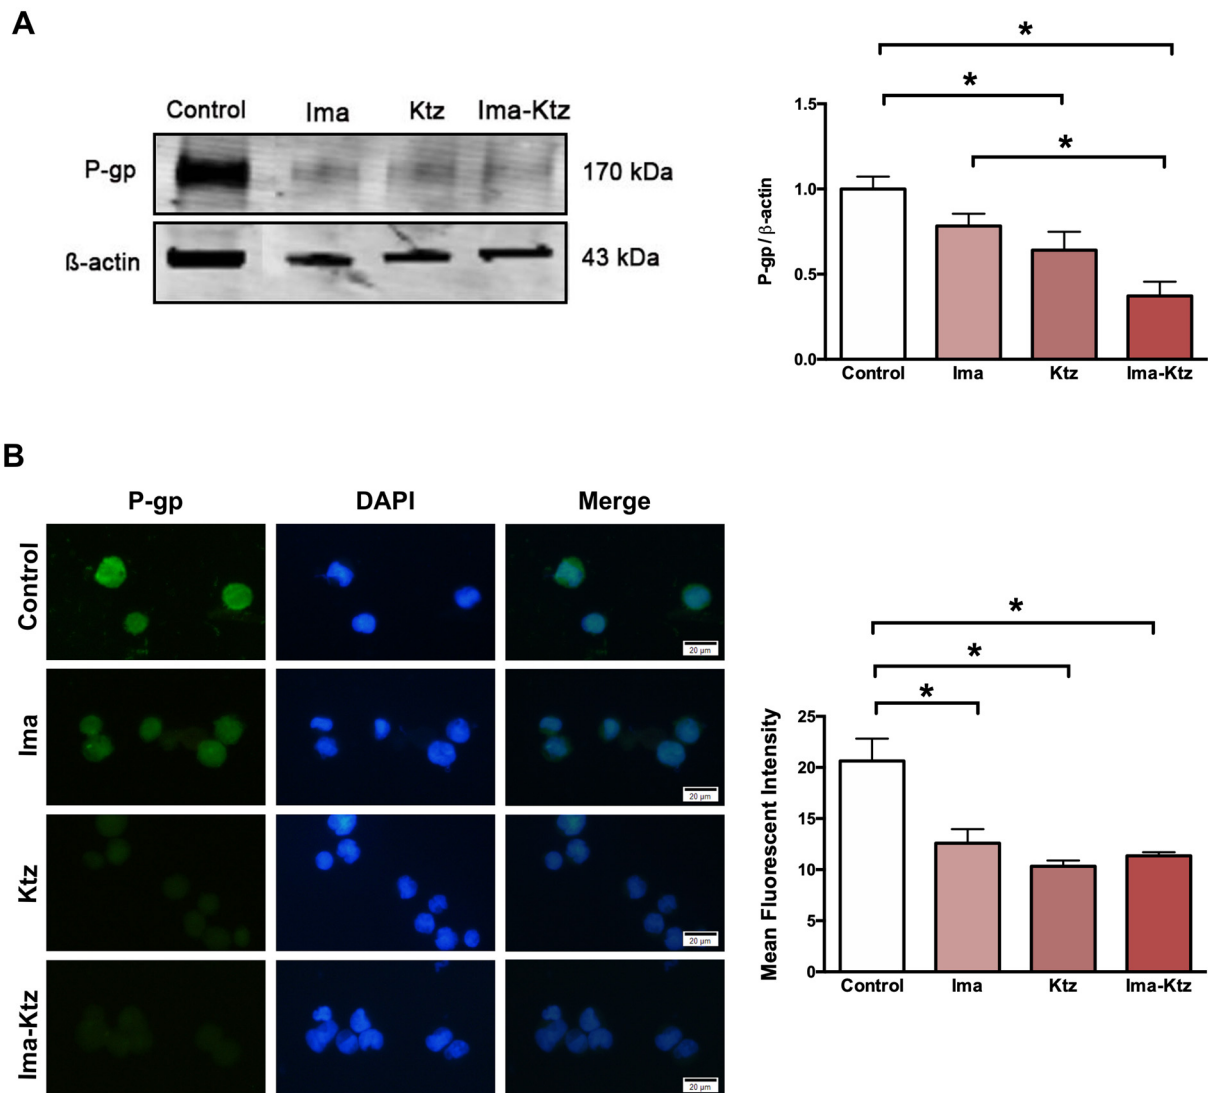 A
Control Ima Ktz Ima-Ktz
P-gp 170 kDa
ß-actin 43 kDa
*
*
*
P-gp / β-actin
1.5
1.0
0.5
0.0
Control Ima Ktz Ima-Ktz
B
P-gp DAPI Merge
Control
20 µm
Ima
20 µm
Ktz
20 µm
Ima-Ktz
20 µm
*
*
*
Mean Fluorescent Intensity
25
20
15
10
5
0
Control Ima Ktz Ima-Ktz